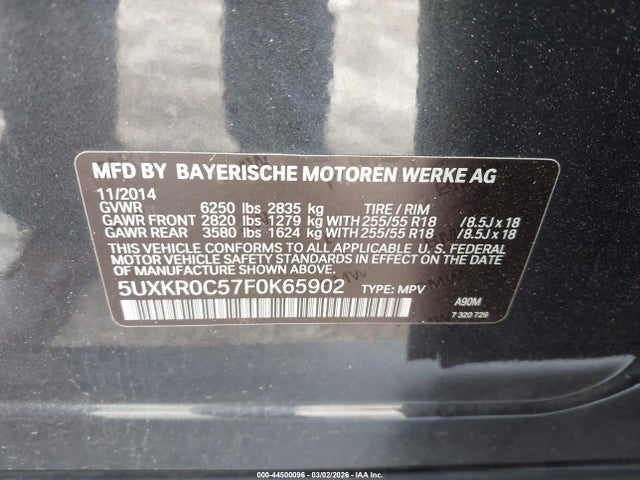 MFD BY BAYERISCHE MOTOREN WERKE AG
11/2014
GVWR 6250 lbs 2835 kg TIRE / RIM
GAWR FRONT 2820 lbs 1279 kg WITH 255/55 R18 /8.5J x 18
GAWR REAR 3580 lbs 1624 kg WITH 255/55 R18 /8.5J x 18
THIS VEHICLE CONFORMS TO ALL APPLICABLE U. S. FEDERAL
MOTOR VEHICLE SAFETY STANDARDS IN EFFECT ON THE
DATE OF MANUFACTURE SHOWN ABOVE.
5UXKR0C57F0K65902 TYPE: MPV
A90M
7 320 729
000-44500096 - 03/02/2026 - IAA Inc.